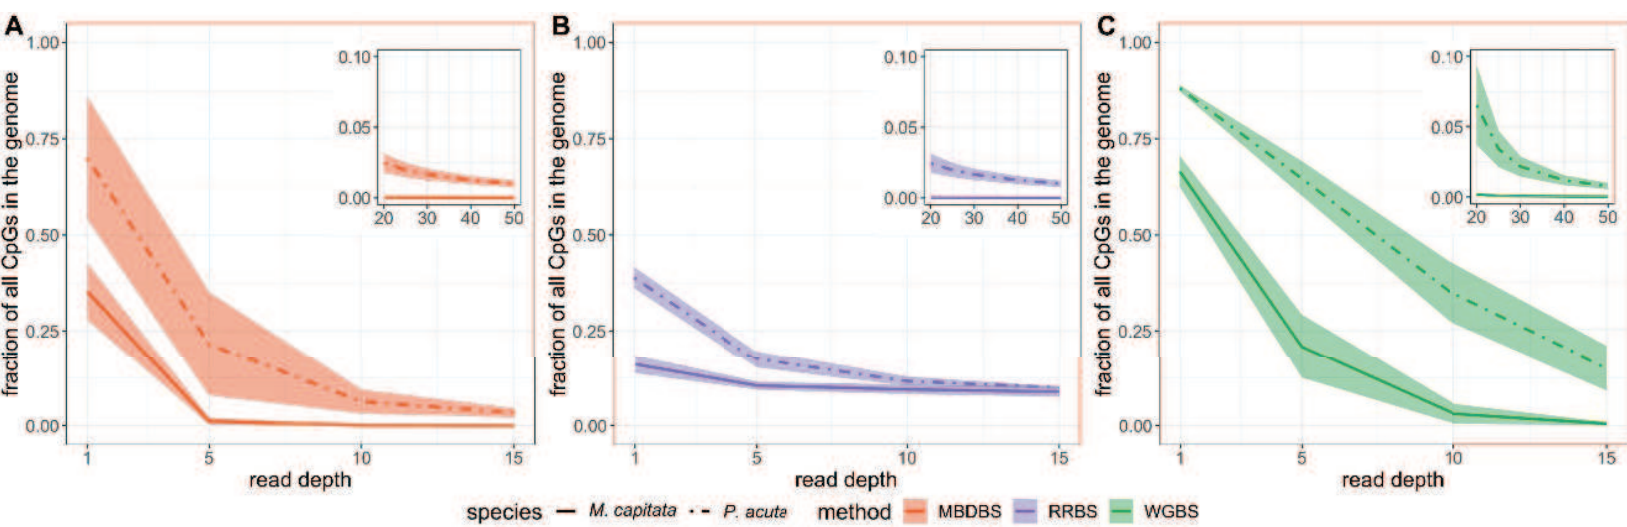 A
fraction of all CpGs in the genome
1.00
0.75
0.50
0.25
0.00
1 5 10 15
read depth
0.10
0.05
0.00
20 30 40 50
B
fraction of all CpGs in the genome
1.00
0.75
0.50
0.25
0.00
1 5 10 15
read depth
0.10
0.05
0.00
20 30 40 50
C
fraction of all CpGs in the genome
1.00
0.75
0.50
0.25
0.00
1 5 10 15
read depth
0.10
0.05
0.00
20 30 40 50
species M. capitata P. acute method MBDBS RRBS WGBS